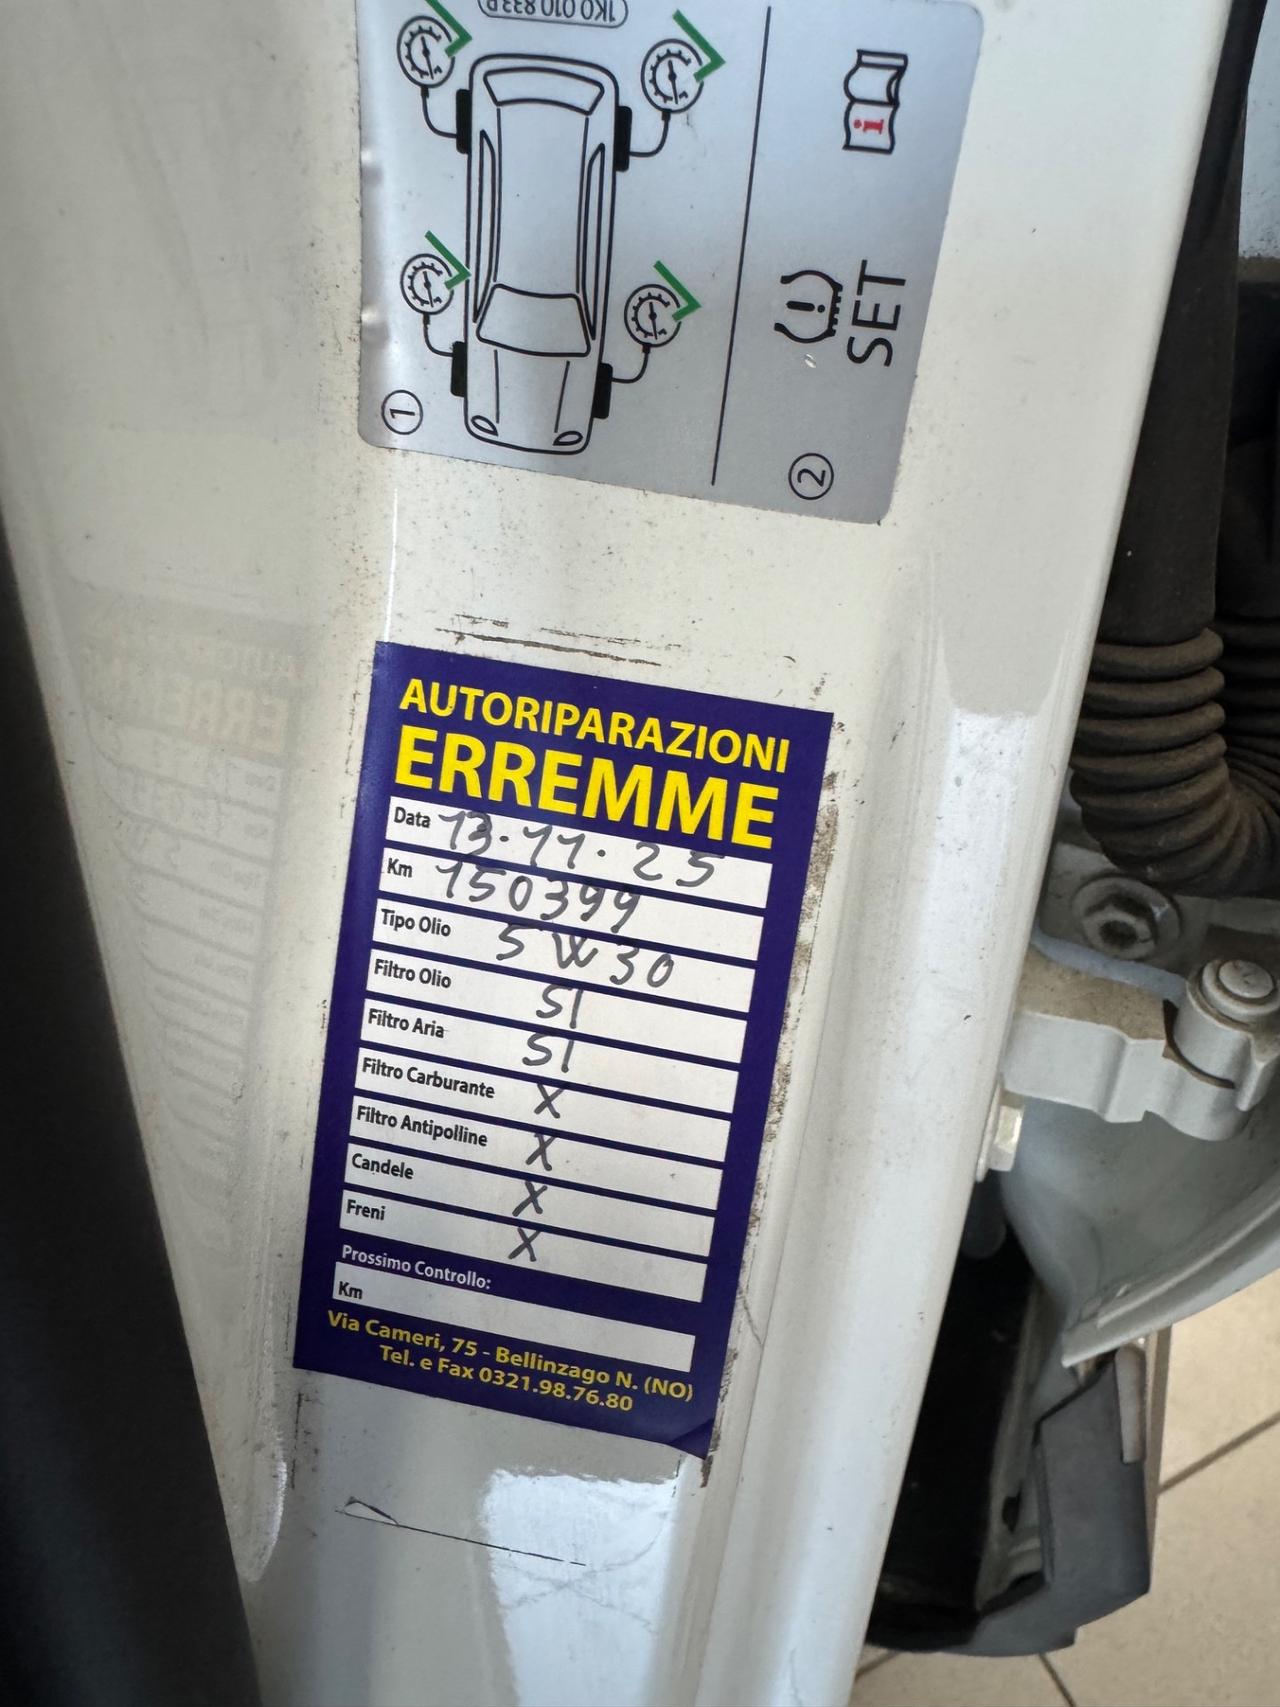 1K0 010 833 P
i
SET
1
2
AUTORIPARAZIONI
ERREMME
Data 13.11.25
Km 150399
Tipo Olio 5W30
Filtro Olio SI
Filtro Aria SI
Filtro Carburante X
Filtro Antipolline X
Candele X
Freni X
Prossimo Controllo:
Km
Via Cameri, 75 - Bellinzago N. (NO)
Tel. e Fax 0321.98.76.80